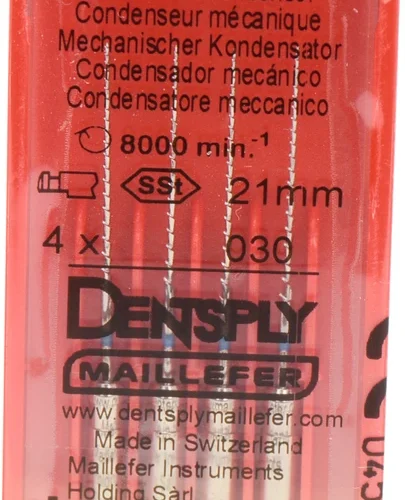 Condenseur mécanique
Mechanischer Kondensator
Condensador mecánico
Condensatore meccanico
8000 min.-1
SSt 21mm
4 x 030
DENTSPLY
MAILLEFER
www.dentsplymaillefer.com
Made in Switzerland
Maillefer Instruments
Holding Sàrl
045